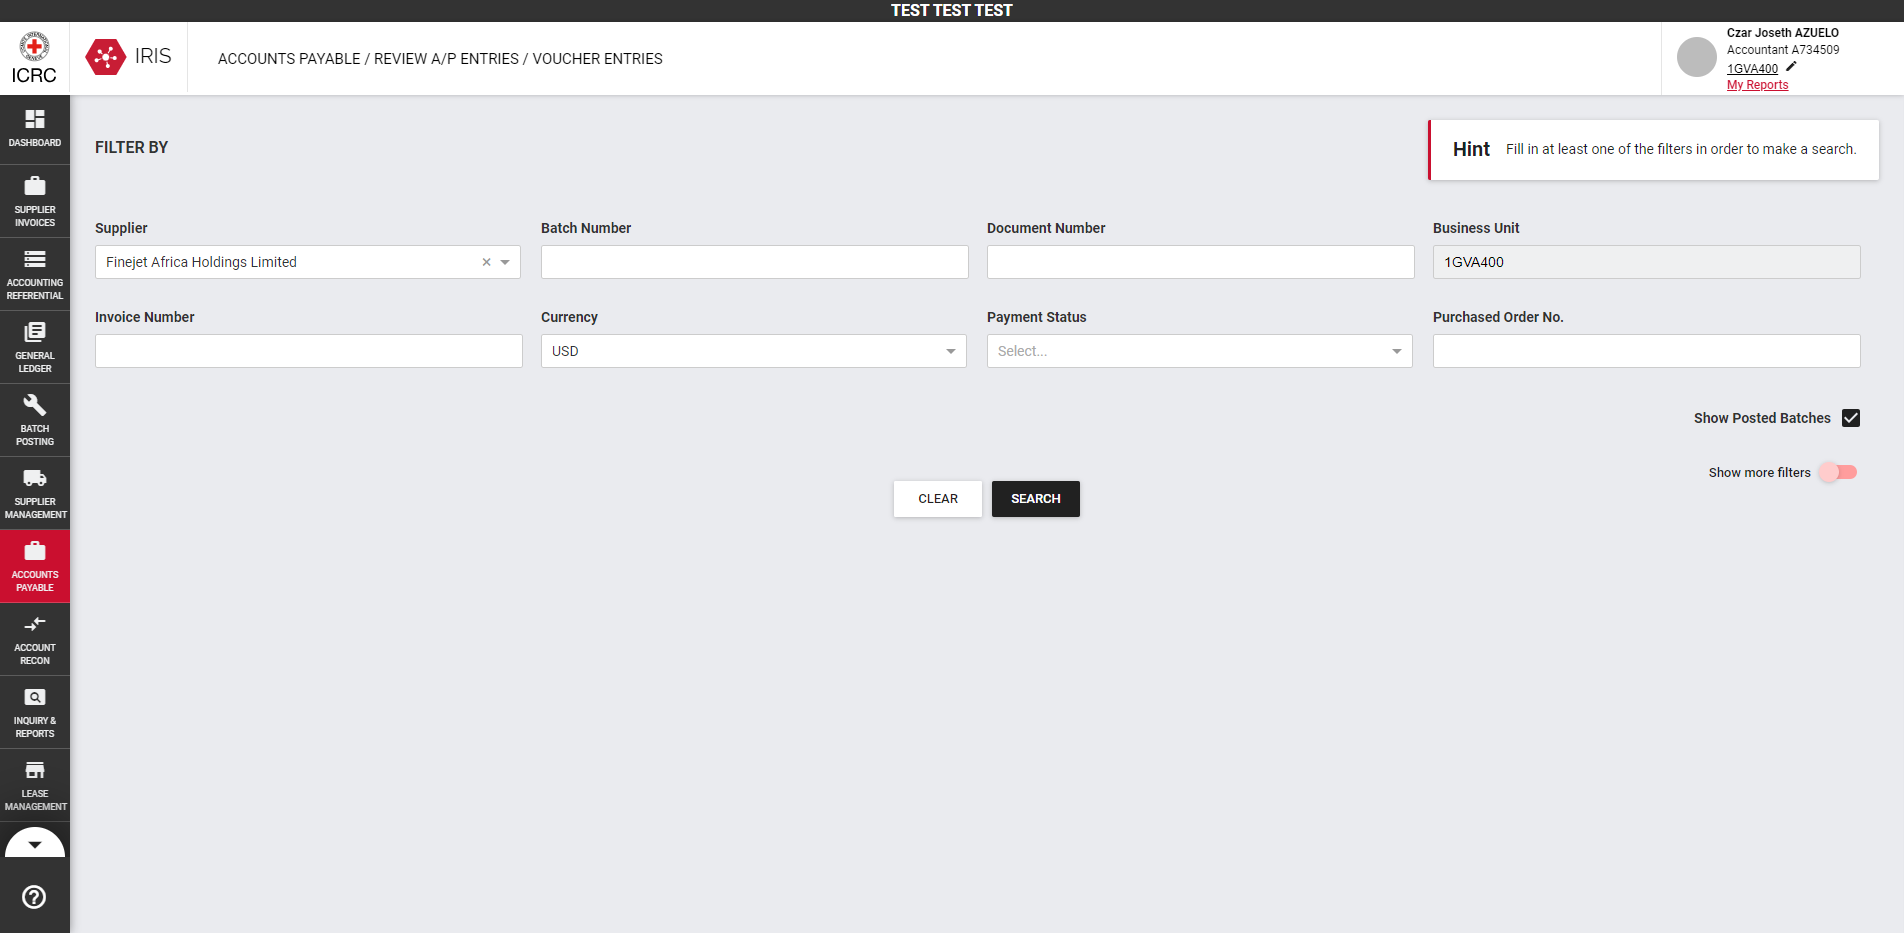 TEST TEST TEST
ICRC
IRIS
ACCOUNTS PAYABLE / REVIEW A/P ENTRIES / VOUCHER ENTRIES
Czar Joseth AZUELO
Accountant A734509
1GVA400
My Reports
DASHBOARD
SUPPLIER
INVOICES
ACCOUNTING
REFERENTIAL
GENERAL
LEDGER
BATCH
POSTING
SUPPLIER
MANAGEMENT
ACCOUNTS
PAYABLE
ACCOUNT
RECON
INQUIRY &
REPORTS
LEASE
MANAGEMENT
FILTER BY
Hint Fill in at least one of the filters in order to make a search.
Supplier Batch Number Document Number Business Unit
Finejet Africa Holdings Limited 1GVA400
Invoice Number Currency Payment Status Purchased Order No.
USD Select...
Show Posted Batches
Show more filters
CLEAR SEARCH